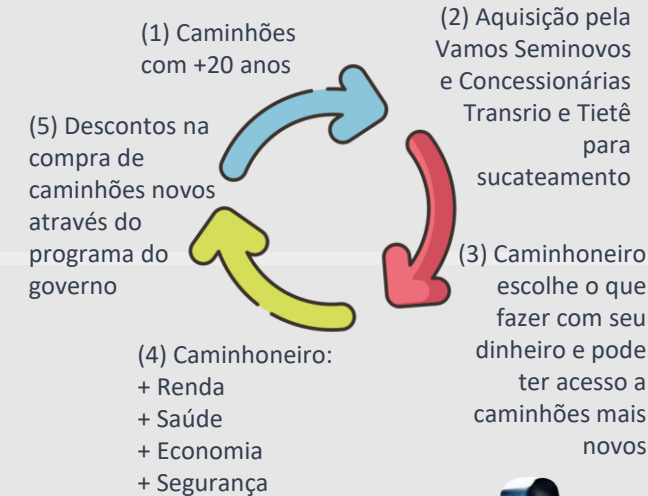 (1) Caminhões
com +20 anos
(2) Aquisição pela
Vamos Seminovos
e Concessionárias
Transrio e Tietê
para
sucateamento
(3) Caminhoneiro
escolhe o que
fazer com seu
dinheiro e pode
ter acesso a
caminhões mais
novos
(4) Caminhoneiro:
+ Renda
+ Saúde
+ Economia
+ Segurança
(5) Descontos na
compra de
caminhões novos
através do
programa do
governo